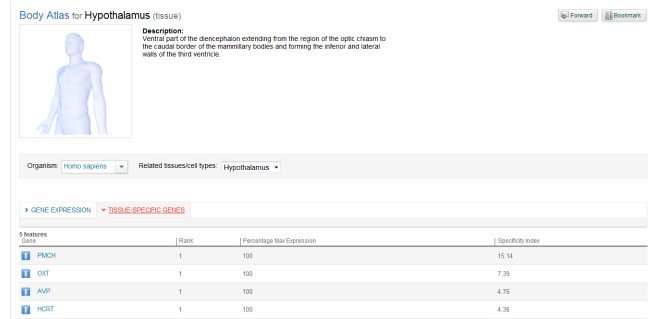 Body Atlas for Hypothalamus (tissue)
Forward
Bookmark
Description:
Ventral part of the diencephalon extending from the region of the optic chiasm to
the caudal border of the mammillary bodies and forming the inferior and lateral
walls of the third ventricle.
Organism: Homo sapiens
Related tissues/cell types: Hypothalamus
GENE EXPRESSION
TISSUE-SPECIFIC GENES
5 features
Gene Rank Percentage Max Expression Specificity Index
PMCH 1 100 15.14
OXT 1 100 7.39
AVP 1 100 4.76
HCRT 1 100 4.36